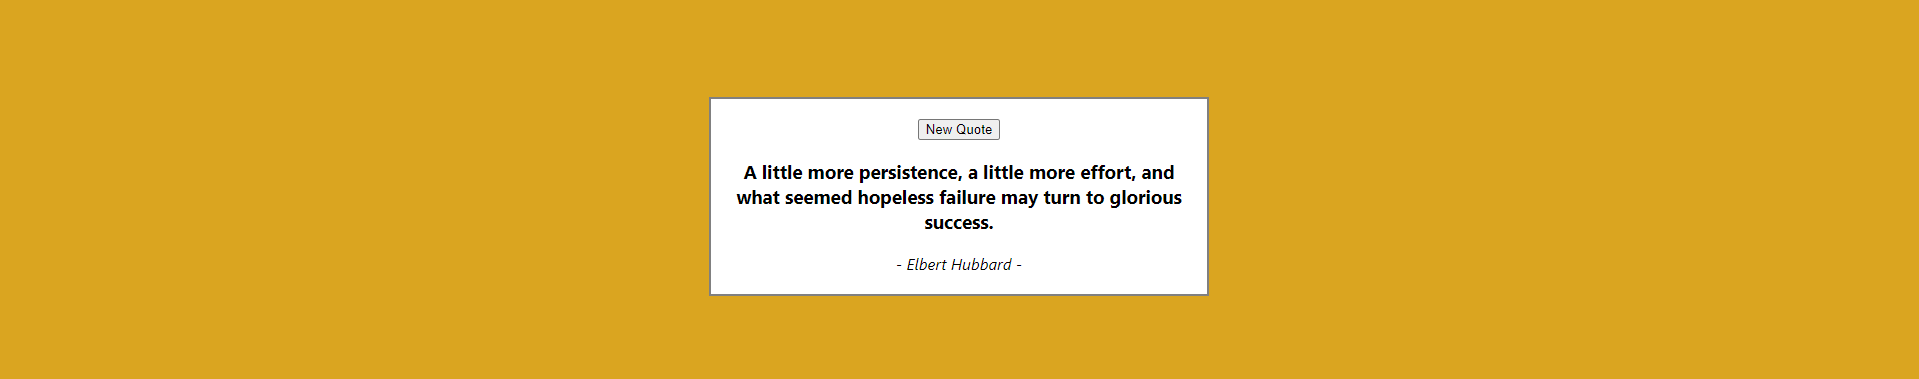 New Quote
A little more persistence, a little more effort, and
what seemed hopeless failure may turn to glorious
success.
- Elbert Hubbard -